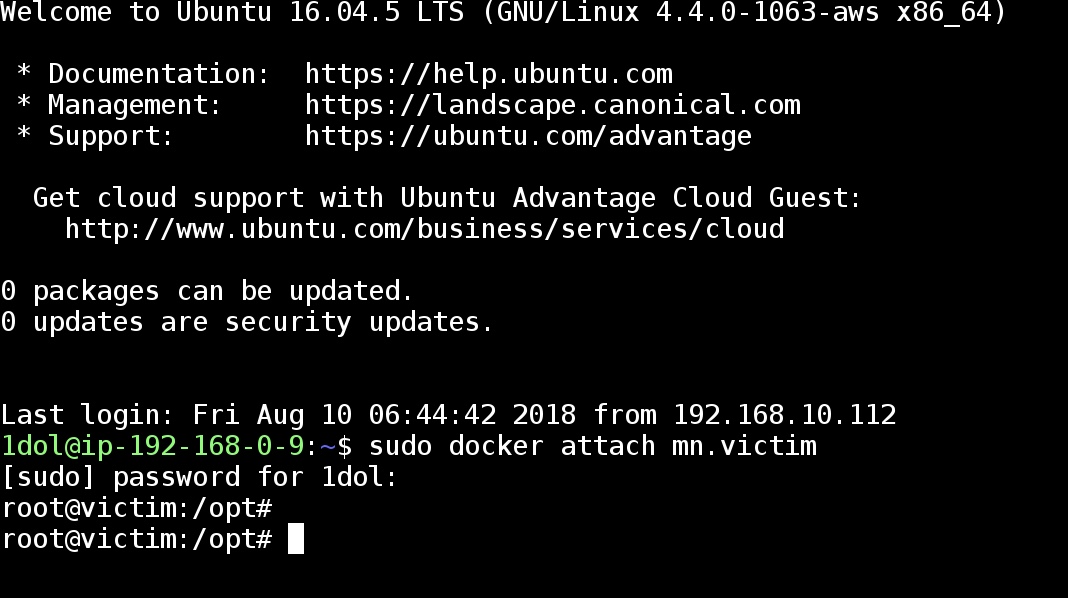 Welcome to Ubuntu 16.04.5 LTS (GNU/Linux 4.4.0-1063-aws x86_64)
* Documentation:  https://help.ubuntu.com
* Management:     https://landscape.canonical.com
* Support:        https://ubuntu.com/advantage
Get cloud support with Ubuntu Advantage Cloud Guest:
http://www.ubuntu.com/business/services/cloud
0 packages can be updated.
0 updates are security updates.
Last login: Fri Aug 10 06:44:42 2018 from 192.168.10.112
1dol@ip-192-168-0-9:~$ sudo docker attach mn.victim
[sudo] password for 1dol:
root@victim:/opt#
root@victim:/opt#